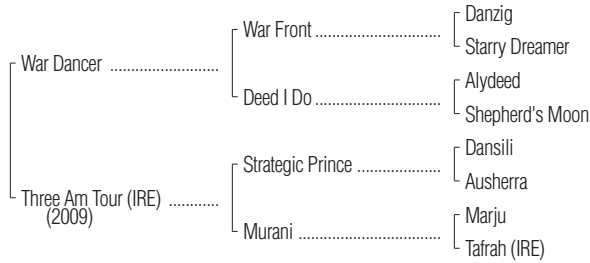 Danzig
War Front ............................
Starry Dreamer
War Dancer ........................
Alydeed
Deed I Do ............................
Shepherd's Moon
Dansili
Strategic Prince ...................
Ausherra
Three Am Tour (IRE) ...........
(2009)
Marju
Murani ................................
Tafrah (IRE)